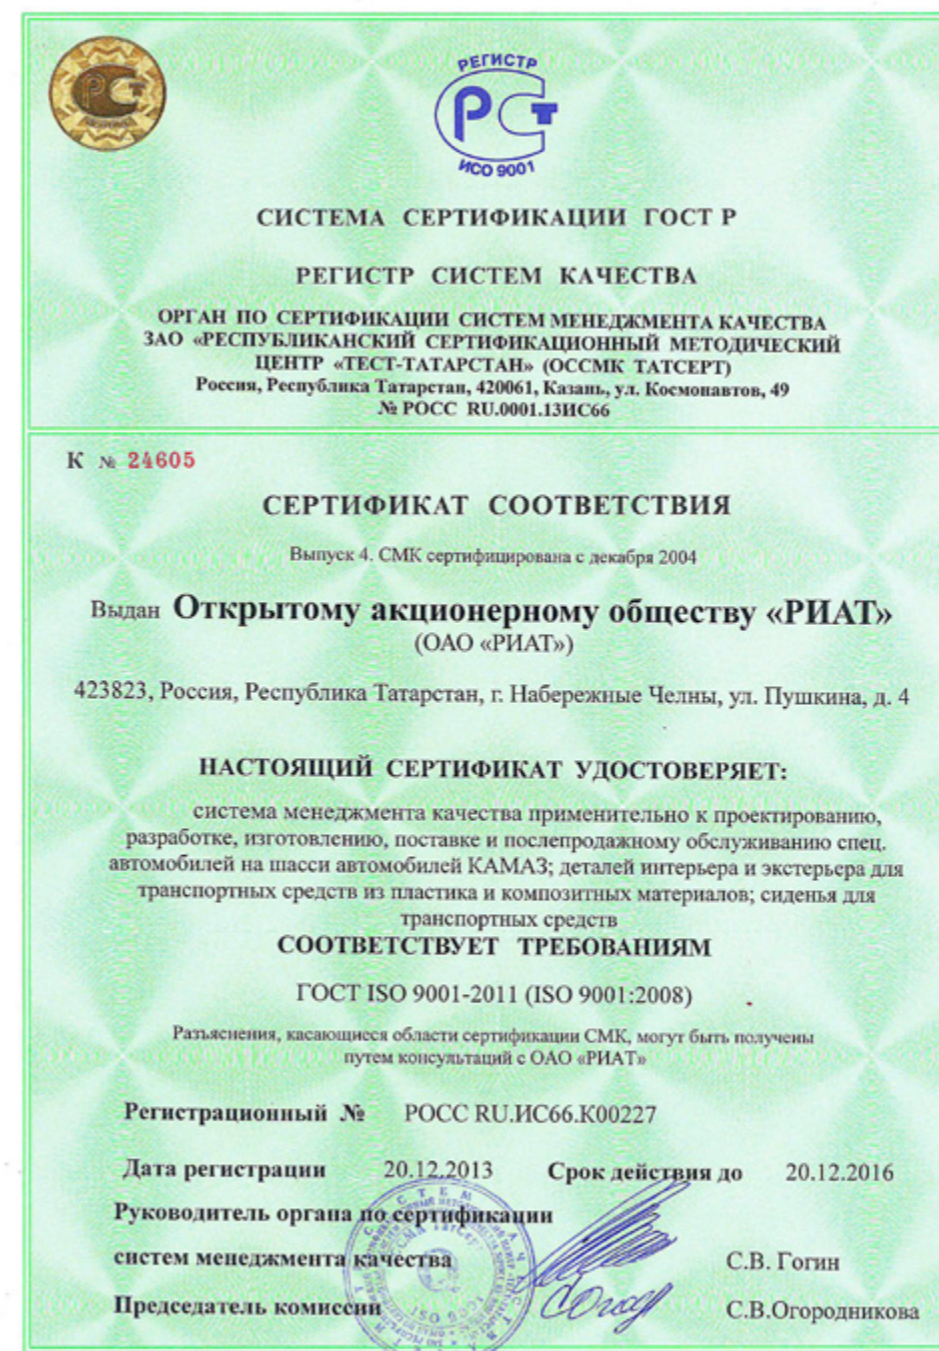 РЕГИСТР
РСТ
ИСО 9001
СИСТЕМА СЕРТИФИКАЦИИ ГОСТ Р
РЕГИСТР СИСТЕМ КАЧЕСТВА
ОРГАН ПО СЕРТИФИКАЦИИ СИСТЕМ МЕНЕДЖМЕНТА КАЧЕСТВА
ЗАО «РЕСПУБЛИКАНСКИЙ СЕРТИФИКАЦИОННЫЙ МЕТОДИЧЕСКИЙ
ЦЕНТР «ТЕСТ-ТАТАРСТАН» (ОССМК ТАТСЕРТ)
Россия, Республика Татарстан, 420061, Казань, ул. Космонавтов, 49
№ РОСС RU.0001.13ИС66
К № 24605
СЕРТИФИКАТ СООТВЕТСТВИЯ
Выпуск 4. СМК сертифицирована с декабря 2004
Выдан Открытому акционерному обществу «РИАТ»
(ОАО «РИАТ»)
423823, Россия, Республика Татарстан, г. Набережные Челны, ул. Пушкина, д. 4
НАСТОЯЩИЙ СЕРТИФИКАТ УДОСТОВЕРЯЕТ:
система менеджмента качества применительно к проектированию,
разработке, изготовлению, поставке и послепродажному обслуживанию спец.
автомобилей на шасси автомобилей КАМАЗ; деталей интерьера и экстерьера для
транспортных средств из пластика и композитных материалов; сиденья для
транспортных средств
СООТВЕТСТВУЕТ ТРЕБОВАНИЯМ
ГОСТ ISO 9001-2011 (ISO 9001:2008)
Разъяснения, касающиеся области сертификации СМК, могут быть получены
путем консультаций с ОАО «РИАТ»
Регистрационный № РОСС RU.ИС66.К00227
Дата регистрации 20.12.2013 Срок действия до 20.12.2016
Руководитель органа по сертификации
систем менеджмента качества С.В. Гогин
Председатель комиссии С.В.Огородникова